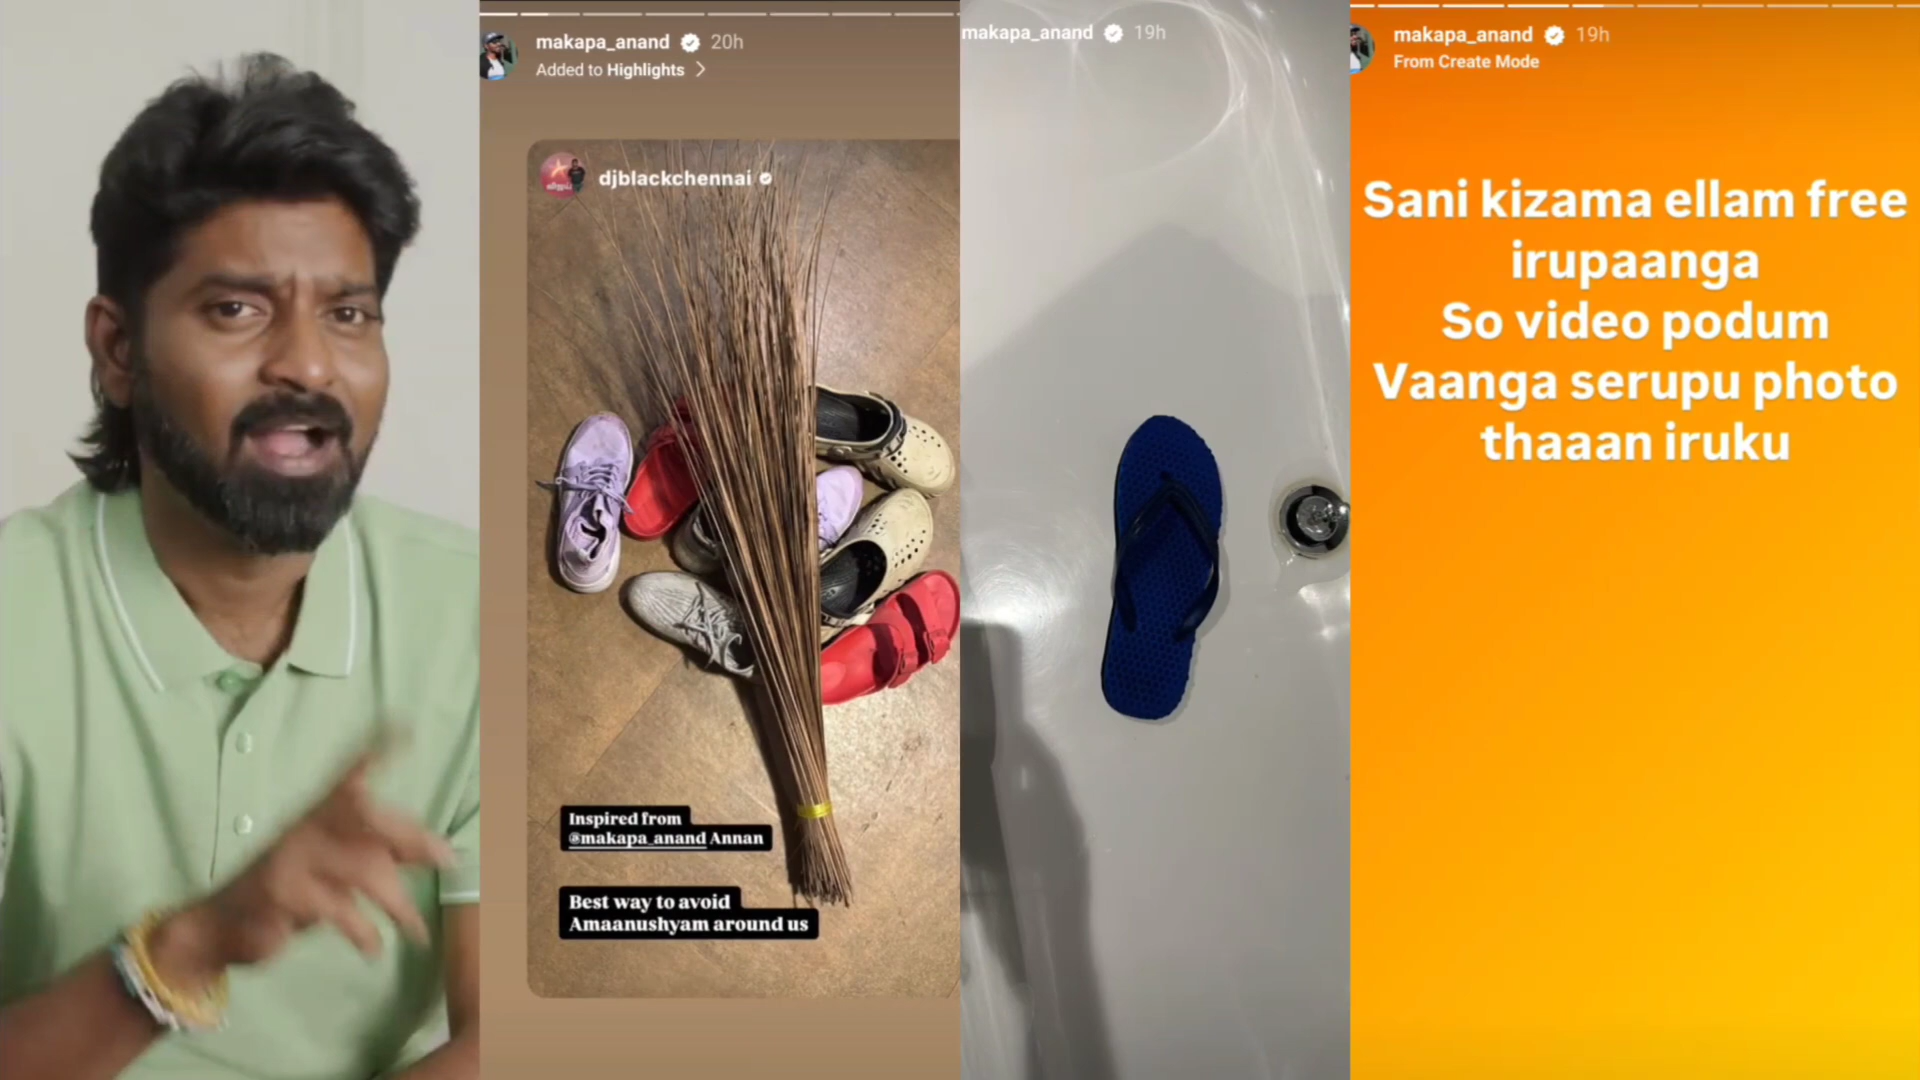 makapa_anand 20h
Added to Highlights
djblackchennai
விஜய்
Inspired from
@makapa_anand Annan
Best way to avoid
Amaanushyam around us
makapa_anand 19h
makapa_anand 19h
From Create Mode
Sani kizama ellam free
irupaanga
So video podum
Vaanga serupu photo
thaaan iruku